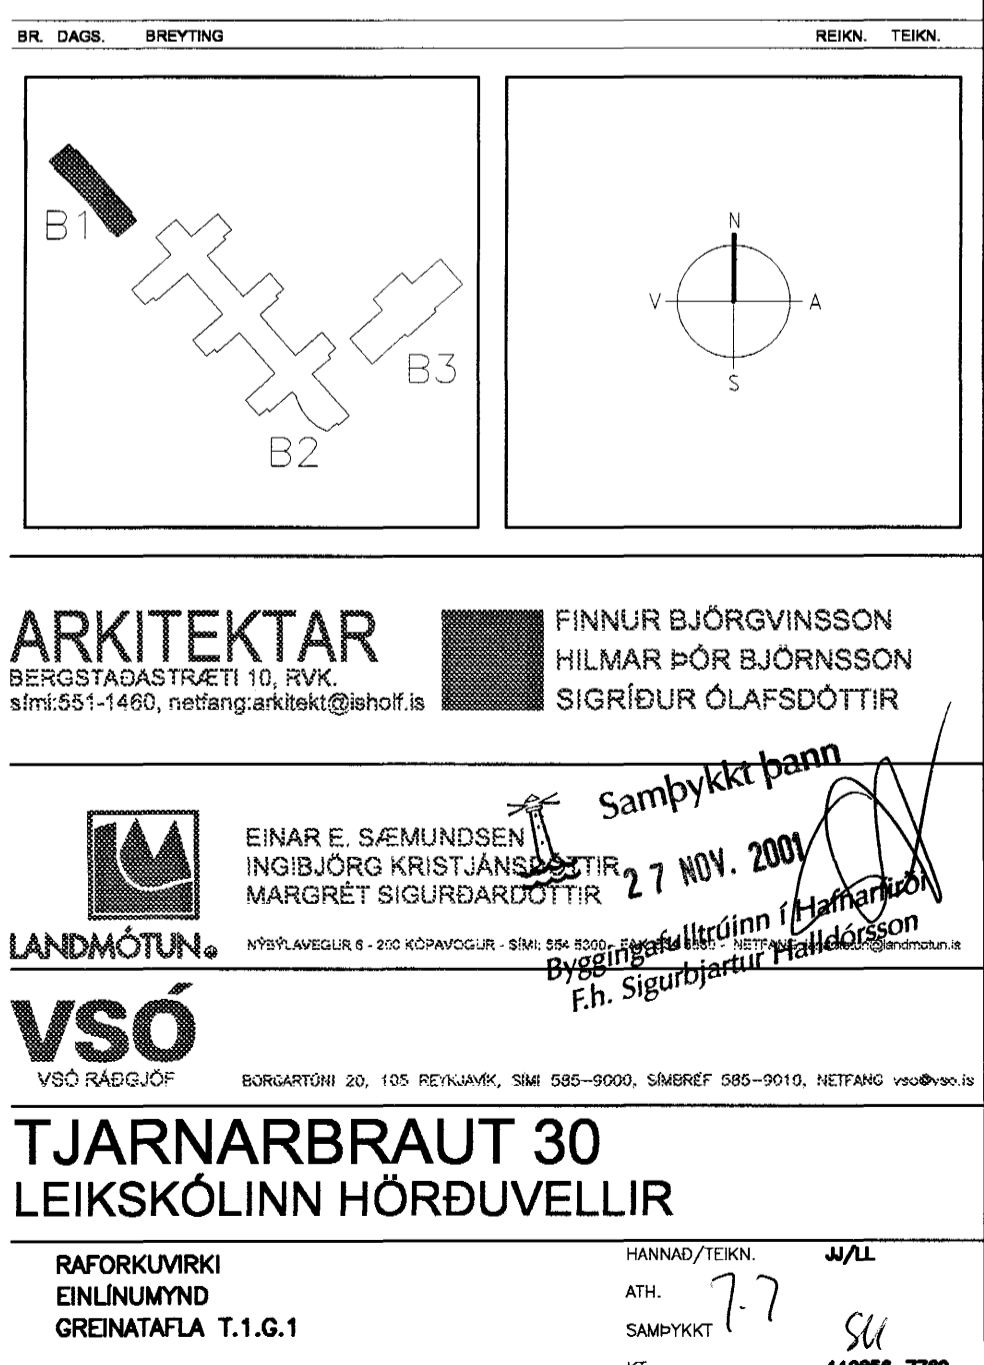 BR. DAGS. BREYTING REIKN. TEIKN.
B1
B2
B3
N
V A
S
ARKITEKTAR
BERGSTAÐASTRÆTI 10, RVK.
sími:551-1460, netfang:arkitekt@isholf.is
FINNUR BJÖRGVINSSON
HILMAR ÞÓR BJÖRNSSON
SIGRÍÐUR ÓLAFSDÓTTIR
Samþykkt þann
27 NOV. 2001
Byggingafulltrúinn í Hafnarfirði
F.h. Sigurbjartur Halldórsson
EINAR E. SÆMUNDSEN
INGIBJÖRG KRISTJÁNSDÓTTIR
MARGRÉT SIGURÐARDÓTTIR
LANDMÓTUN
NÝBÝLAVEGUR 6 - 200 KÓPAVOGUR - SÍMI: 554 5300 - NETFANG
VSÓ
VSÓ RÁÐGJÖF
BORGARTÚNI 20, 105 REYKJAVÍK, SÍMI 585-9000, SÍMBRÉF 585-9010, NETFANG vso@vso.is
TJARNARBRAUT 30
LEIKSKÓLINN HÖRÐUVELLIR
RAFORKUVIRKI
EINLÍNUMYND
GREINATAFLA T.1.G.1
HANNAÐ/TEIKN. JJ/LL
ATH.
SAMÞYKKT